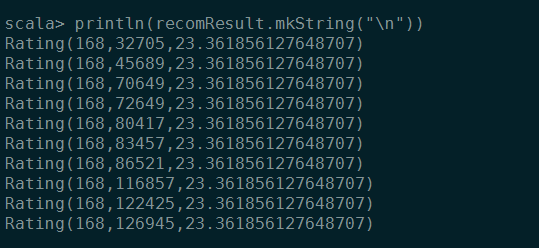 scala> println(recomResult.mkString("\n"))
Rating(168,32705,23.361856127648707)
Rating(168,45689,23.361856127648707)
Rating(168,70649,23.361856127648707)
Rating(168,72649,23.361856127648707)
Rating(168,80417,23.361856127648707)
Rating(168,83457,23.361856127648707)
Rating(168,86521,23.361856127648707)
Rating(168,116857,23.361856127648707)
Rating(168,122425,23.361856127648707)
Rating(168,126945,23.361856127648707)